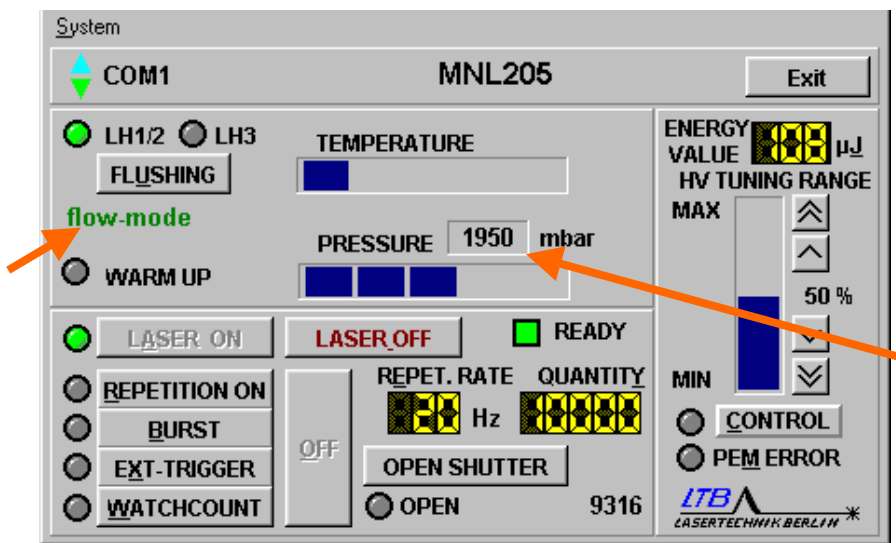 System
COM1 MNL205 Exit
LH1/2 LH3
FLUSHING
flow-mode
WARM UP
TEMPERATURE
PRESSURE 1950 mbar
ENERGY
VALUE µJ
HV TUNING RANGE
MAX
50 %
MIN
CONTROL
PEM ERROR
LTB
LASERTECHNIK BERLIN
LASER ON LASER OFF READY
REPETITION ON
BURST
EXT-TRIGGER
WATCHCOUNT
OFF
REPET. RATE QUANTITY
20 Hz
OPEN SHUTTER
OPEN 9316